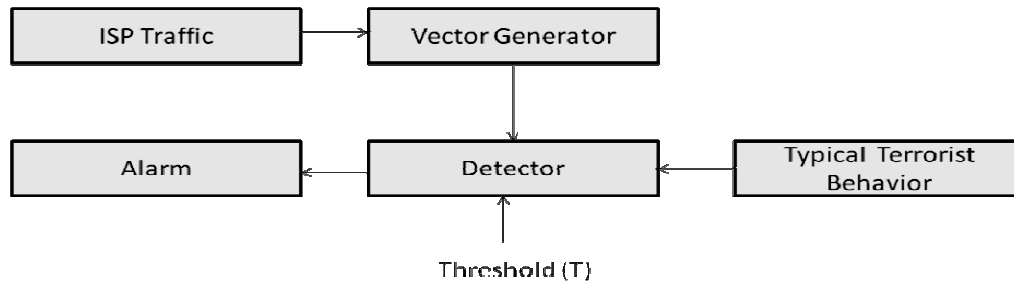 ISP Traffic
Vector Generator
Alarm
Detector
Typical Terrorist
Behavior
Threshold (T)